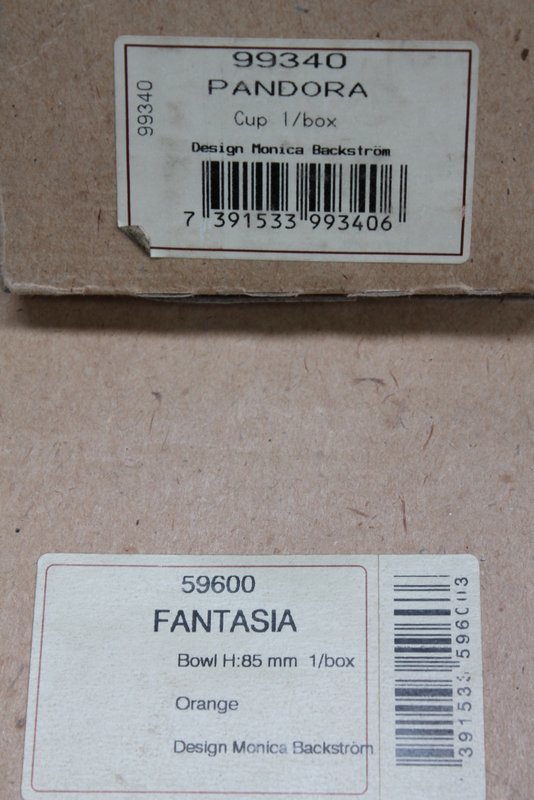 99340
PANDORA
99340
Cup 1/box
Design Monica Backström
7 391533 993406
59600
FANTASIA
Bowl H:85 mm 1/box
Orange
Design Monica Backström
391533